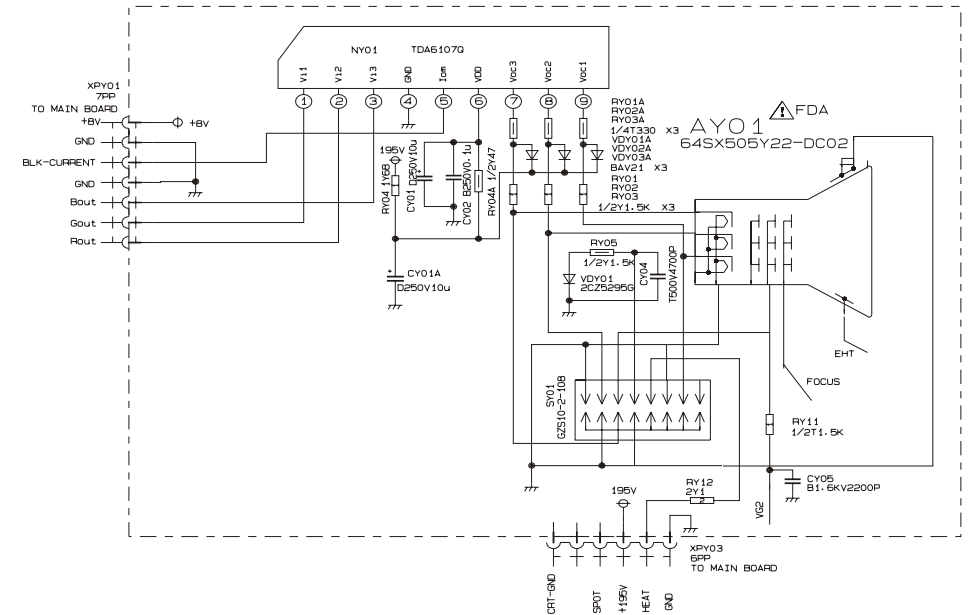 NY01 TDA6107Q
Vi1
Vi2
Vi3
GND
Iom
VDD
Voc3
Voc2
Voc1
1 2 3 4 5 6 7 8 9
XPY01
7PP
TO MAIN BOARD
+8V
GND
BLK-CURRENT
GND
Bout
Gout
Rout
+8V
195V
RY04 1Y68
CY01 D250V10u
CY02 B250V0.1u
RY04A 1/2Y47
CY01A
D250V10u
RY01A
RY02A
RY03A
1/4T330 X3
VDY01A
VDY02A
VDY03A
BAV21 X3
RY01
RY02
RY03
1/2Y1.5K X3
AY01
FDA
64SX505Y22-DC02
RY05
1/2Y1.5K
VDY01
2CZ5295G
CY04
T500V4700P
EHT
FOCUS
SY01
GZS10-2-108
RY11
1/2T1.5K
CY05
B1.6KV2200P
VG2
195V
RY12
2Y1
2
XPY03
6PP
TO MAIN BOARD
CRT-GND
SPOT
+195V
HEAT
GND